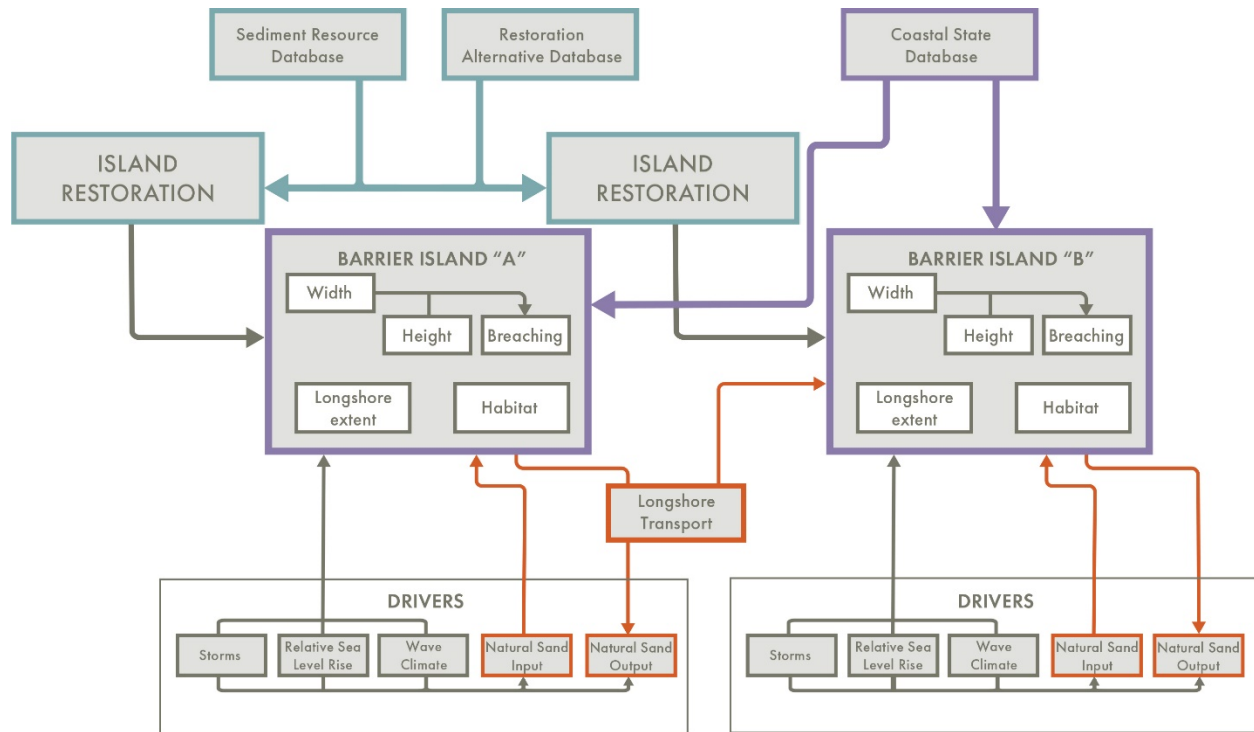 Sediment Resource
Database
Restoration
Alternative Database
Coastal State
Database
ISLAND
RESTORATION
ISLAND
RESTORATION
BARRIER ISLAND “A”
Width
Height
Breaching
Longshore
extent
Habitat
BARRIER ISLAND “B”
Width
Height
Breaching
Longshore
extent
Habitat
Longshore
Transport
DRIVERS
Storms
Relative Sea
Level Rise
Wave
Climate
Natural Sand
Input
Natural Sand
Output
DRIVERS
Storms
Relative Sea
Level Rise
Wave
Climate
Natural Sand
Input
Natural Sand
Output